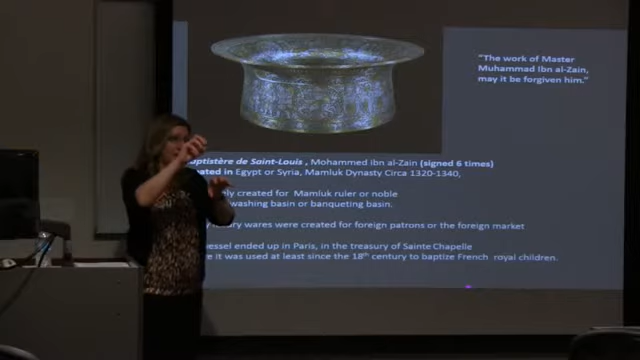 "The work of Master
Muhammad Ibn al-Zain,
may it be forgiven him."
Baptistère de Saint-Louis , Mohammed ibn al-Zain (signed 6 times)
in Egypt or Syria, Mamluk Dynasty Circa 1320-1340,
created for Mamluk ruler or noble
washing basin or banqueting basin.
wares were created for foreign patrons or the foreign market
ended up in Paris, in the treasury of Sainte Chapelle
it was used at least since the 18th century to baptize French royal children.